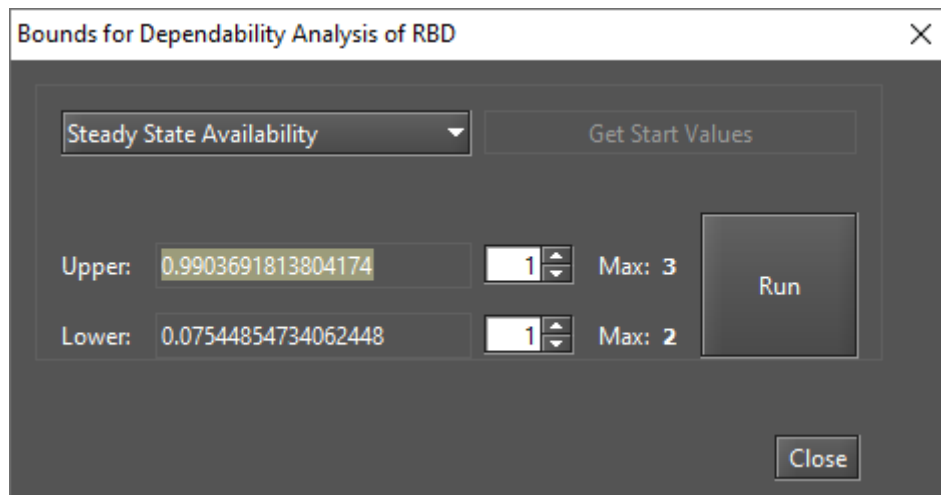 Bounds for Dependability Analysis of RBD
Steady State Availability Get Start Values
Upper: 0.9903691813804174 1 Max: 3 Run
Lower: 0.07544854734062448 1 Max: 2
Close